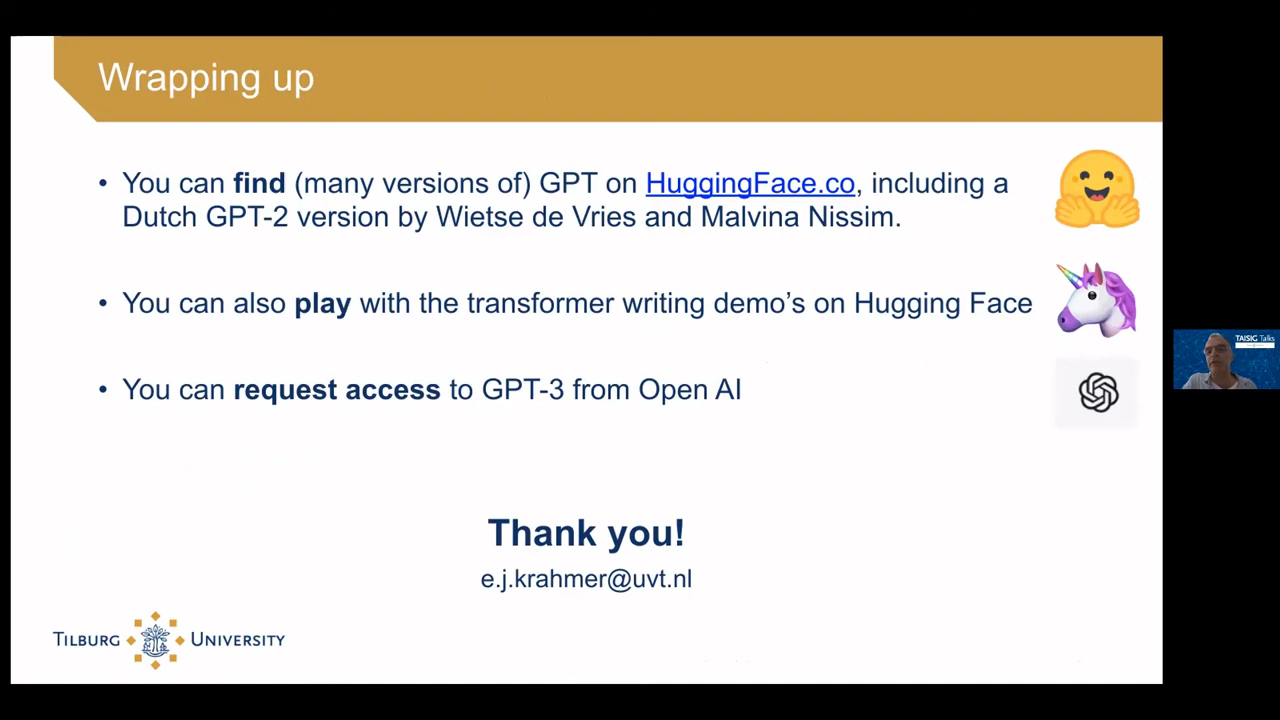 Wrapping up
• You can find (many versions of) GPT on HuggingFace.co, including a
Dutch GPT-2 version by Wietse de Vries and Malvina Nissim.
• You can also play with the transformer writing demo's on Hugging Face
• You can request access to GPT-3 from Open AI
Thank you!
e.j.krahmer@uvt.nl
TILBURG UNIVERSITY
TAISIG Talks